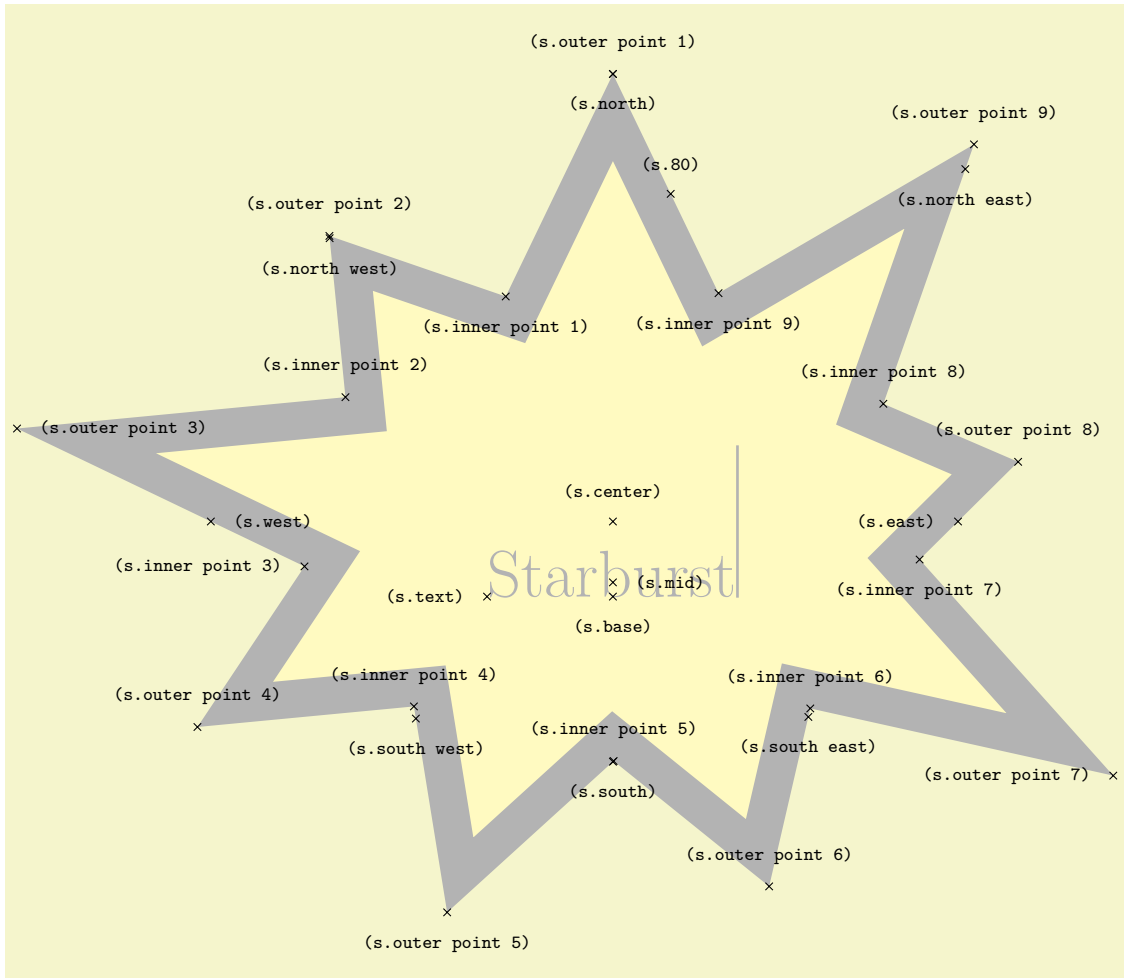 (s.outer point 1)
(s.north)
(s.outer point 9)
(s.80)
(s.north east)
(s.outer point 2)
(s.north west)
(s.inner point 1)
(s.inner point 9)
(s.inner point 2)
(s.inner point 8)
(s.outer point 3)
(s.outer point 8)
(s.center)
(s.west)
(s.east)
(s.inner point 3)
Starburst
(s.mid)
(s.text)
(s.inner point 7)
(s.base)
(s.inner point 4)
(s.inner point 6)
(s.outer point 4)
(s.inner point 5)
(s.south west)
(s.south east)
(s.outer point 7)
(s.south)
(s.outer point 6)
(s.outer point 5)